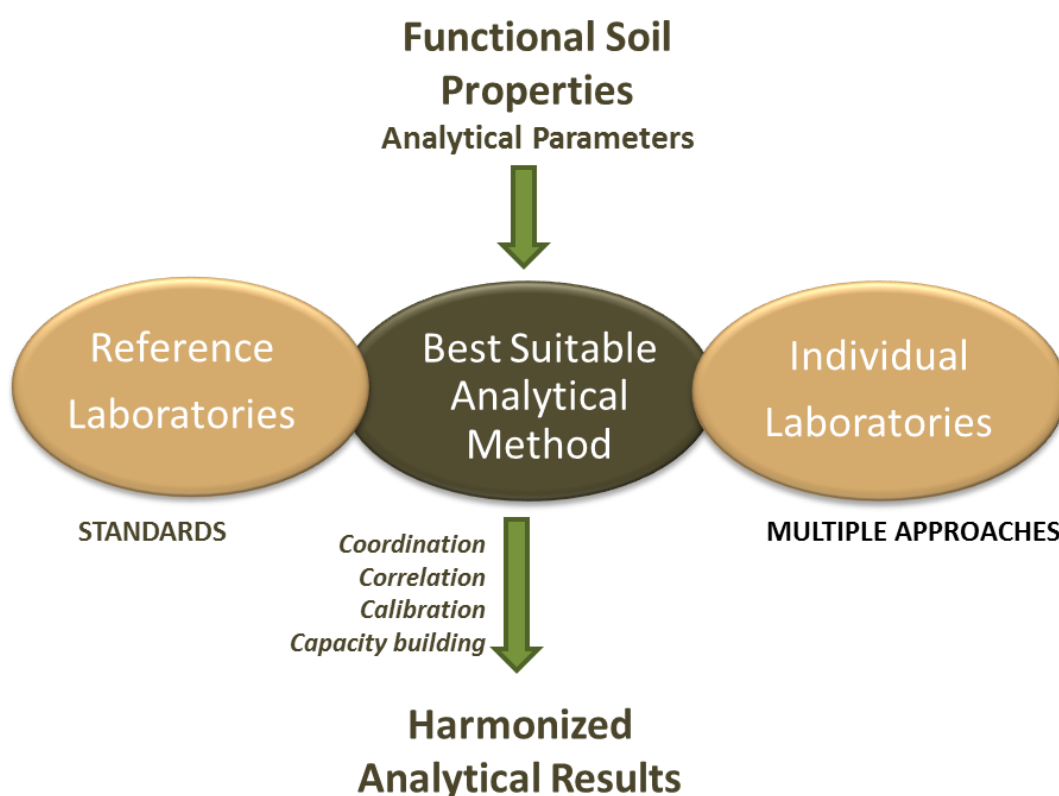 Functional Soil
Properties
Analytical Parameters
Reference
Laboratories
Best Suitable
Analytical
Method
Individual
Laboratories
STANDARDS
MULTIPLE APPROACHES
Coordination
Correlation
Calibration
Capacity building
Harmonized
Analytical Results